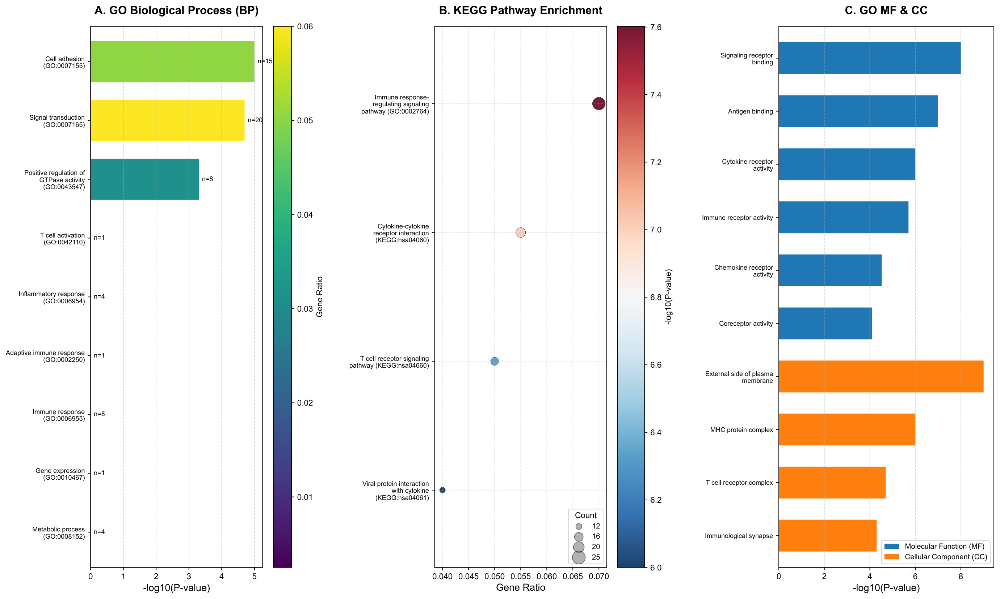 A. GO Biological Process (BP)
Cell adhesion
(GO:0007155)
Signal transduction
(GO:0007165)
Positive regulation of
GTPase activity
(GO:0043547)
T cell activation
(GO:0042110)
Inflammatory response
(GO:0006954)
Adaptive immune response
(GO:0002250)
Immune response
(GO:0006955)
Gene expression
(GO:0010467)
Metabolic process
(GO:0008152)
n=15
n=20
n=8
n=1
n=4
n=1
n=8
n=1
n=4
0 1 2 3 4 5
-log10(P-value)
0.06
0.05
0.04
0.03
0.02
0.01
Gene Ratio
B. KEGG Pathway Enrichment
Immune response-
regulating signaling
pathway (GO:0002764)
Cytokine-cytokine
receptor interaction
(KEGG:hsa04060)
T cell receptor signaling
pathway (KEGG:hsa04660)
Viral protein interaction
with cytokine
(KEGG:hsa04061)
Count
12
16
20
25
0.040 0.045 0.050 0.055 0.060 0.065 0.070
Gene Ratio
7.6
7.4
7.2
7.0
6.8
6.6
6.4
6.2
6.0
-log10(P-value)
C. GO MF & CC
Signaling receptor
binding
Antigen binding
Cytokine receptor
activity
Immune receptor activity
Chemokine receptor
activity
Coreceptor activity
External side of plasma
membrane
MHC protein complex
T cell receptor complex
Immunological synapse
Molecular Function (MF)
Cellular Component (CC)
0 2 4 6 8
-log10(P-value)